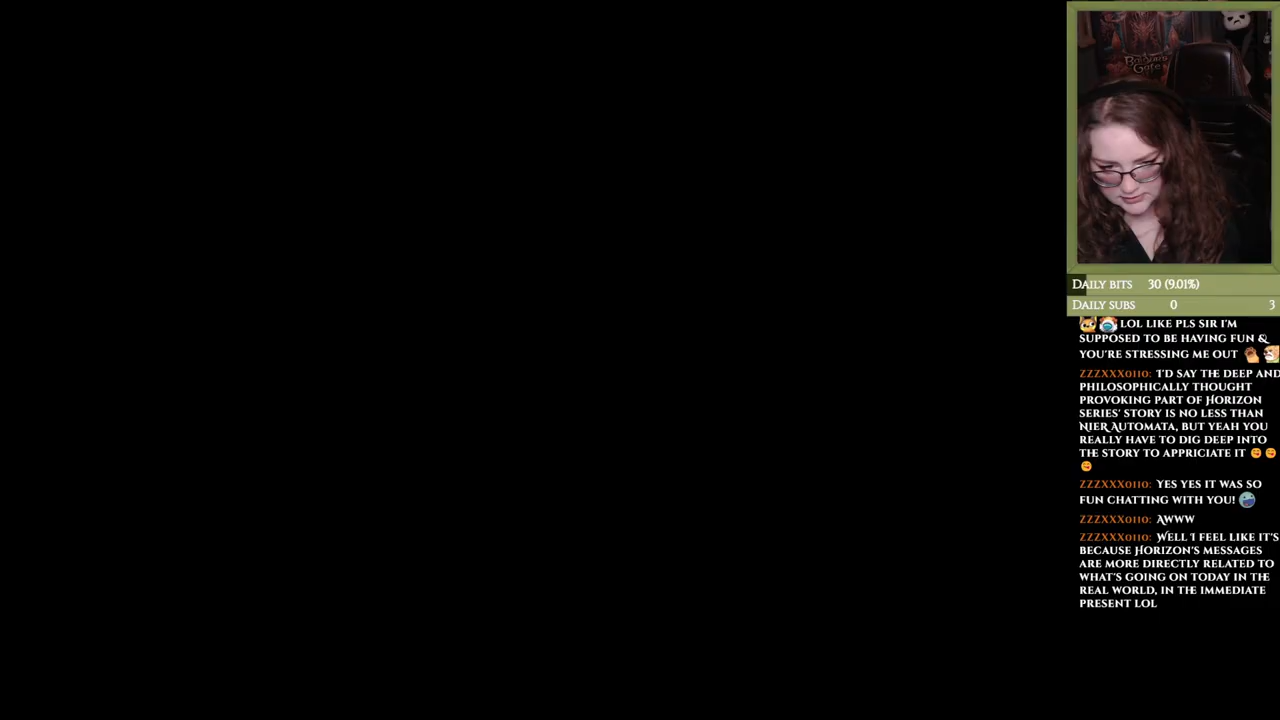 Baldur's
Gate
Daily bits 30 (9.01%)
Daily subs 0 3
LOL LIKE PLS SIR I'M
SUPPOSED TO BE HAVING FUN &
YOU'RE STRESSING ME OUT
ZZZXXX0110: I'D SAY THE DEEP AND
PHILOSOPHICALLY THOUGHT
PROVOKING PART OF HORIZON
SERIES' STORY IS NO LESS THAN
NIER AUTOMATA, BUT YEAH YOU
REALLY HAVE TO DIG DEEP INTO
THE STORY TO APPRICIATE IT
ZZZXXX0110: YES YES IT WAS SO
FUN CHATTING WITH YOU!
ZZZXXX0110: AWWW
ZZZXXX0110: WELL I FEEL LIKE IT'S
BECAUSE HORIZON'S MESSAGES
ARE MORE DIRECTLY RELATED TO
WHAT'S GOING ON TODAY IN THE
REAL WORLD, IN THE IMMEDIATE
PRESENT LOL